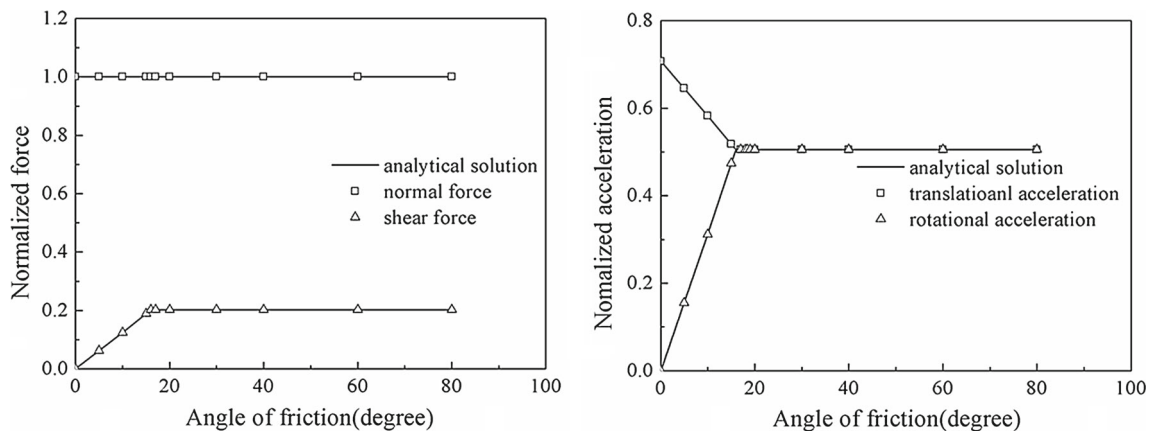 1.2
1.0
0.8
0.6
0.4
0.2
0.0
0 20 40 60 80 100
Normalized force
Angle of friction(degree)
analytical solution
normal force
shear force
0.8
0.6
0.4
0.2
0.0
0 20 40 60 80 100
Nomalized acceleration
Angle of friction(degree)
analytical solution
translatioanl acceleration
rotational acceleration